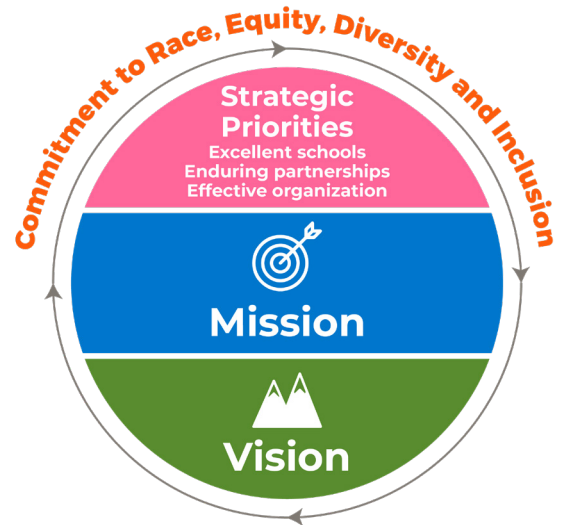 Commitment to Race, Equity, Diversity and Inclusion
Strategic
Priorities
Excellent schools
Enduring partnerships
Effective organization
Mission
Vision